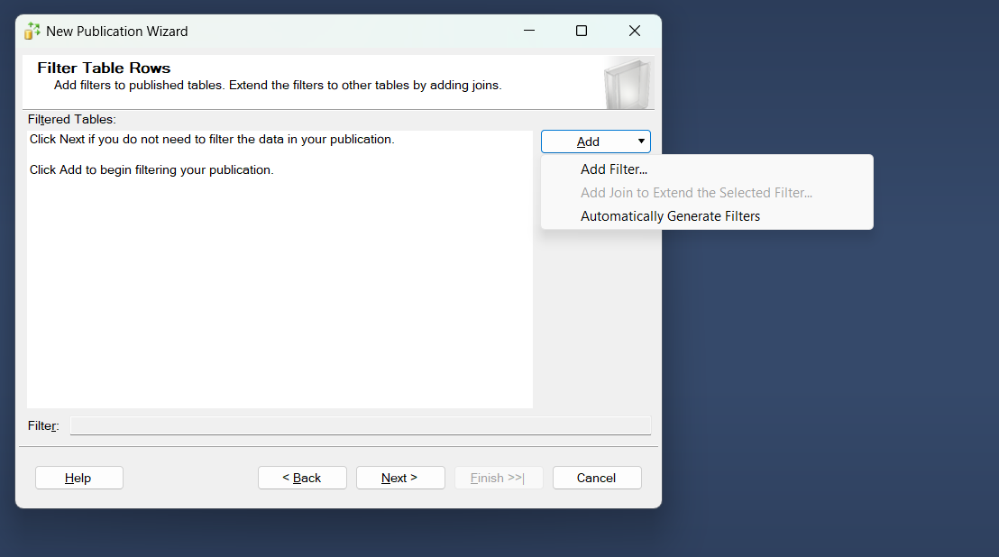 New Publication Wizard
Filter Table Rows
Add filters to published tables. Extend the filters to other tables by adding joins.
Filtered Tables:
Click Next if you do not need to filter the data in your publication.
Click Add to begin filtering your publication.
Add
Add Filter...
Add Join to Extend the Selected Filter...
Automatically Generate Filters
Filter:
Help
< Back
Next >
Finish >>|
Cancel